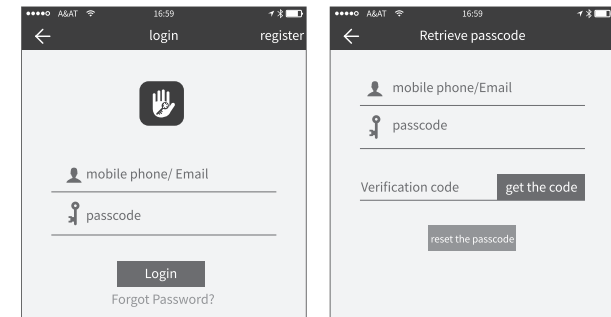 A&AT 16:59
login register
mobile phone/ Email
passcode
Login
Forgot Password?
A&AT 16:59
Retrieve passcode
mobile phone/Email
passcode
Verification code get the code
reset the passcode